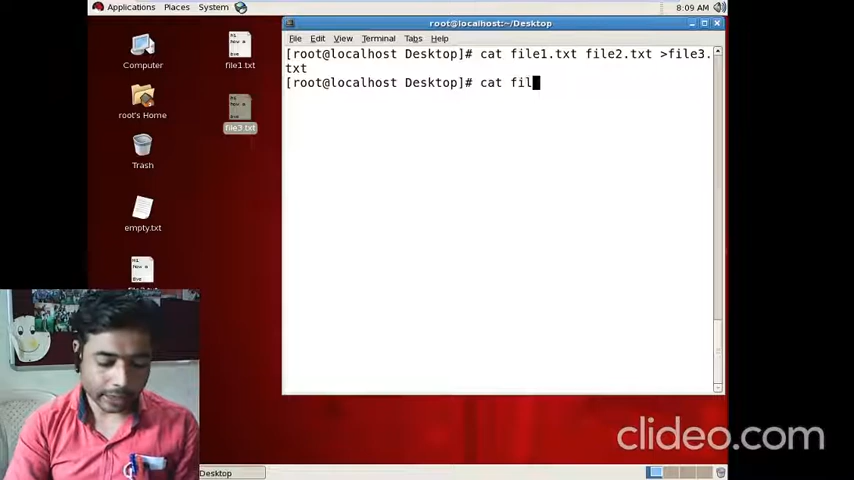 Applications Places System
8:09 AM
root@localhost:~/Desktop
File Edit View Terminal Tabs Help
[root@localhost Desktop]# cat file1.txt file2.txt >file3.
txt
[root@localhost Desktop]# cat fil
Computer
file1.txt
root's Home
file3.txt
Trash
empty.txt
Desktop
clideo.com